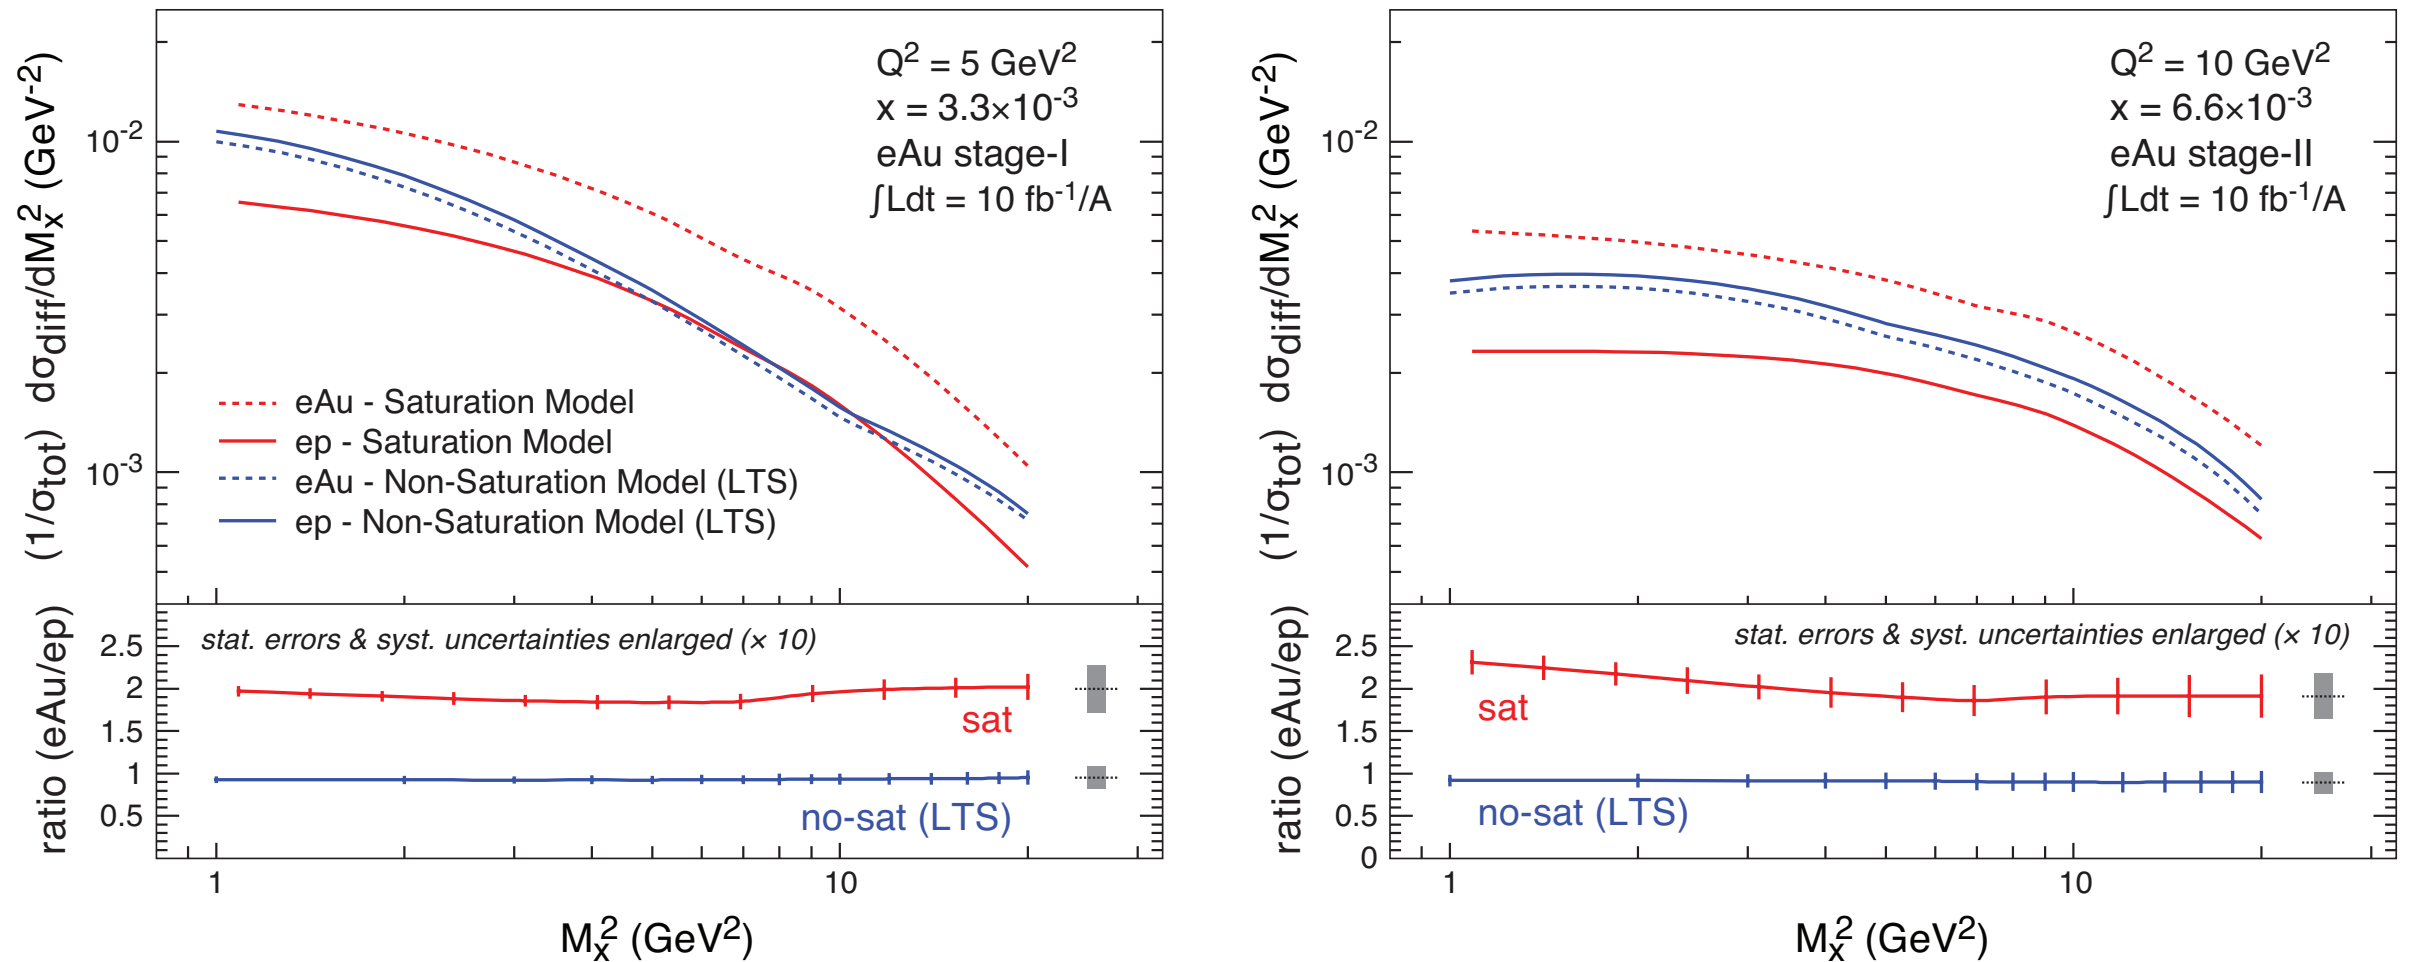 (1/σtot) dσdiff/dMx² (GeV⁻²)
10⁻²
10⁻³
Q² = 5 GeV²
x = 3.3×10⁻³
eAu stage-I
∫Ldt = 10 fb⁻¹/A
eAu - Saturation Model
ep - Saturation Model
eAu - Non-Saturation Model (LTS)
ep - Non-Saturation Model (LTS)
ratio (eAu/ep)
2.5
2
1.5
1
0.5
stat. errors & syst. uncertainties enlarged (× 10)
sat
no-sat (LTS)
1 10
Mx² (GeV²)
(1/σtot) dσdiff/dMx² (GeV⁻²)
10⁻²
10⁻³
Q² = 10 GeV²
x = 6.6×10⁻³
eAu stage-II
∫Ldt = 10 fb⁻¹/A
ratio (eAu/ep)
2.5
2
1.5
1
0.5
0
stat. errors & syst. uncertainties enlarged (× 10)
sat
no-sat (LTS)
1 10
Mx² (GeV²)